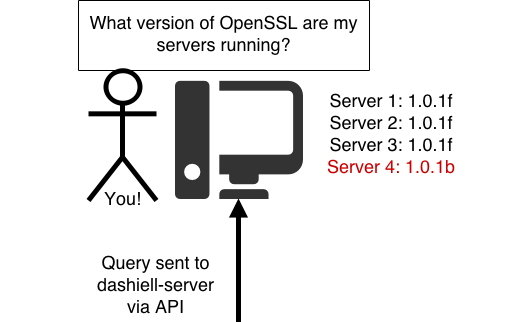 What version of OpenSSL are my
servers running?
Server 1: 1.0.1f
Server 2: 1.0.1f
Server 3: 1.0.1f
Server 4: 1.0.1b
You!
Query sent to
dashiell-server
via API